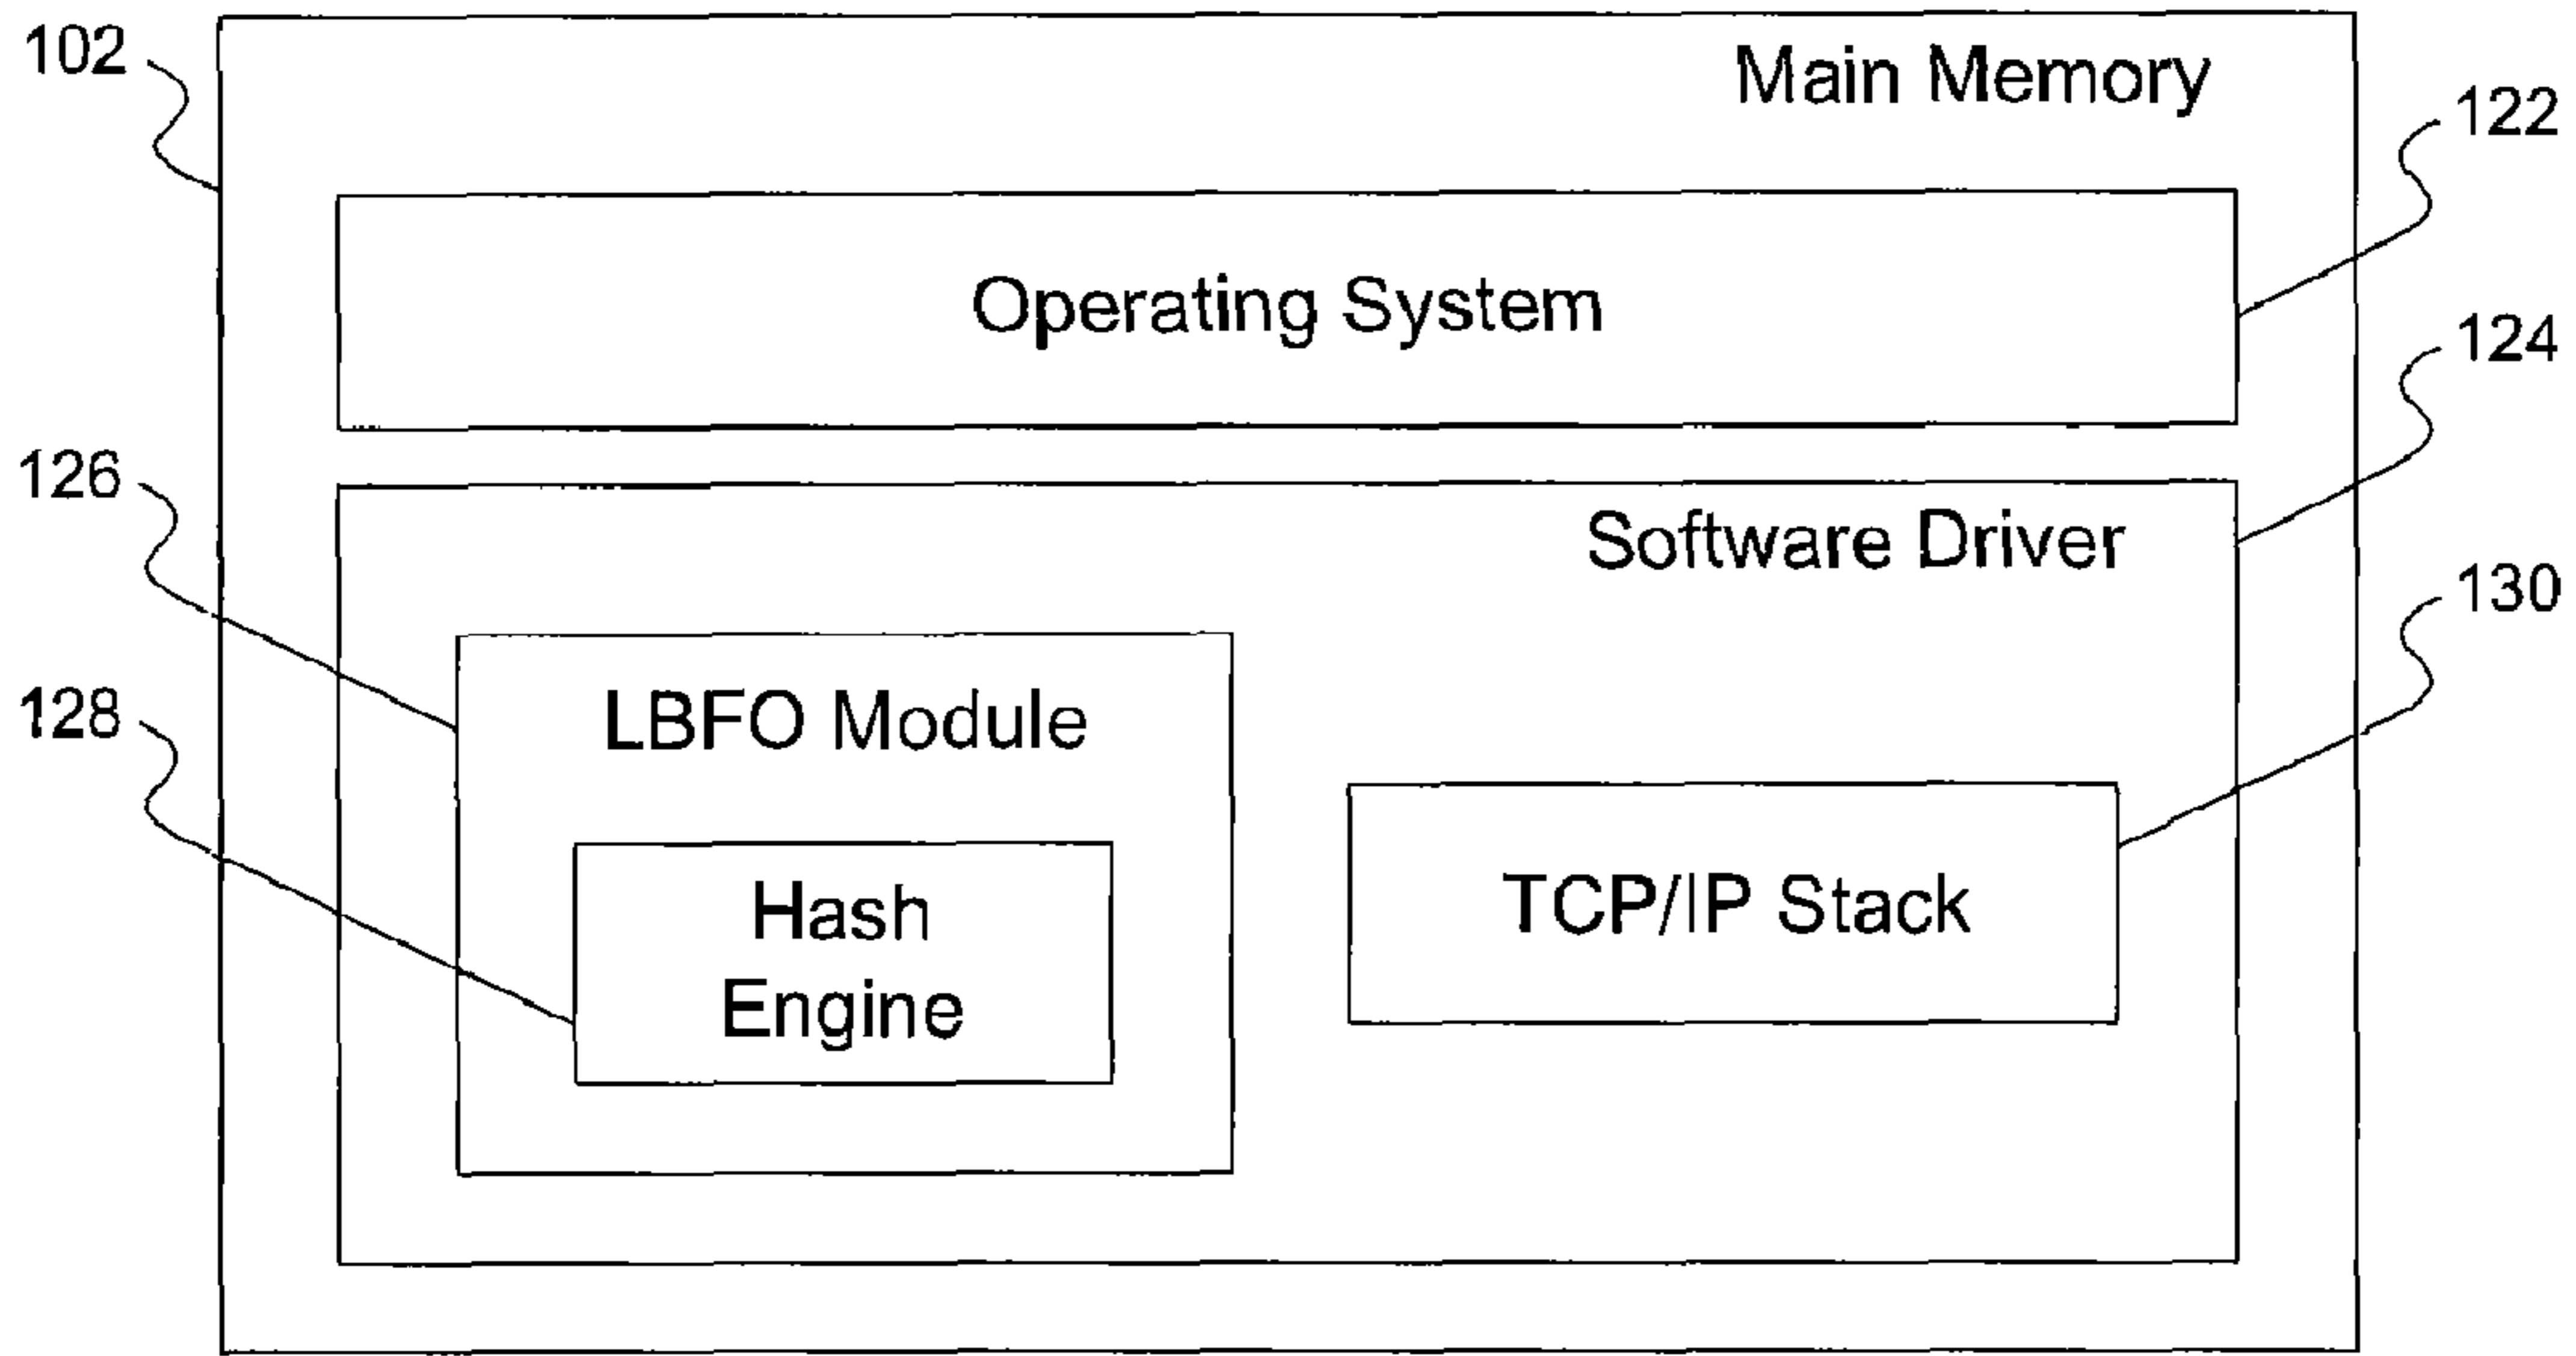 102
Main Memory
122
Operating System
124
126
Software Driver
130
128
LBFO Module
TCP/IP Stack
Hash
Engine